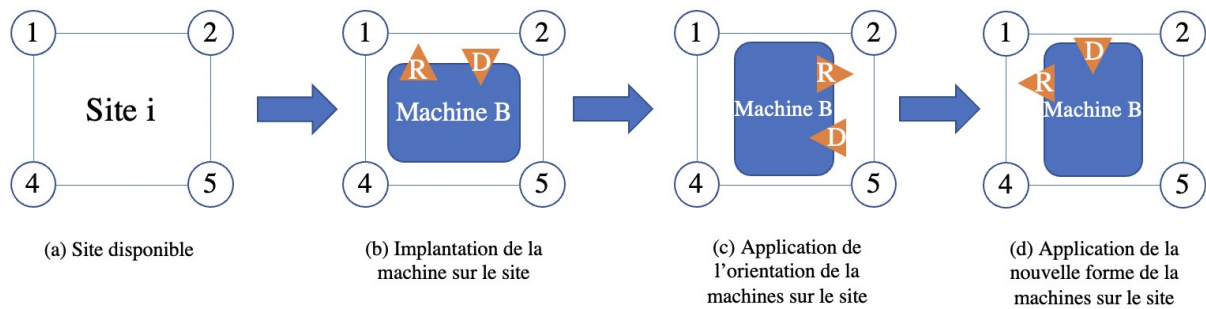 1
2
Site i
4
5
(a) Site disponible
1
2
R
D
Machine B
4
5
(b) Implantation de la
machine sur le site
1
2
R
Machine B
D
4
5
(c) Application de
l’orientation de la
machines sur le site
1
2
D
R
Machine B
4
5
(d) Application de la
nouvelle forme de la
machines sur le site